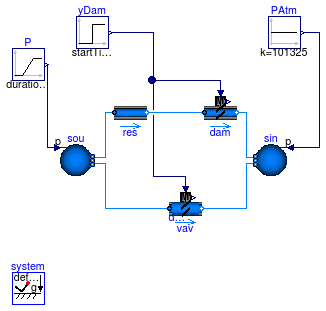 yDam
PAtm
startTi...
k=101325
P
duratio...
p
sou
res
dam
sin
p
d...
vav
system
def...
g